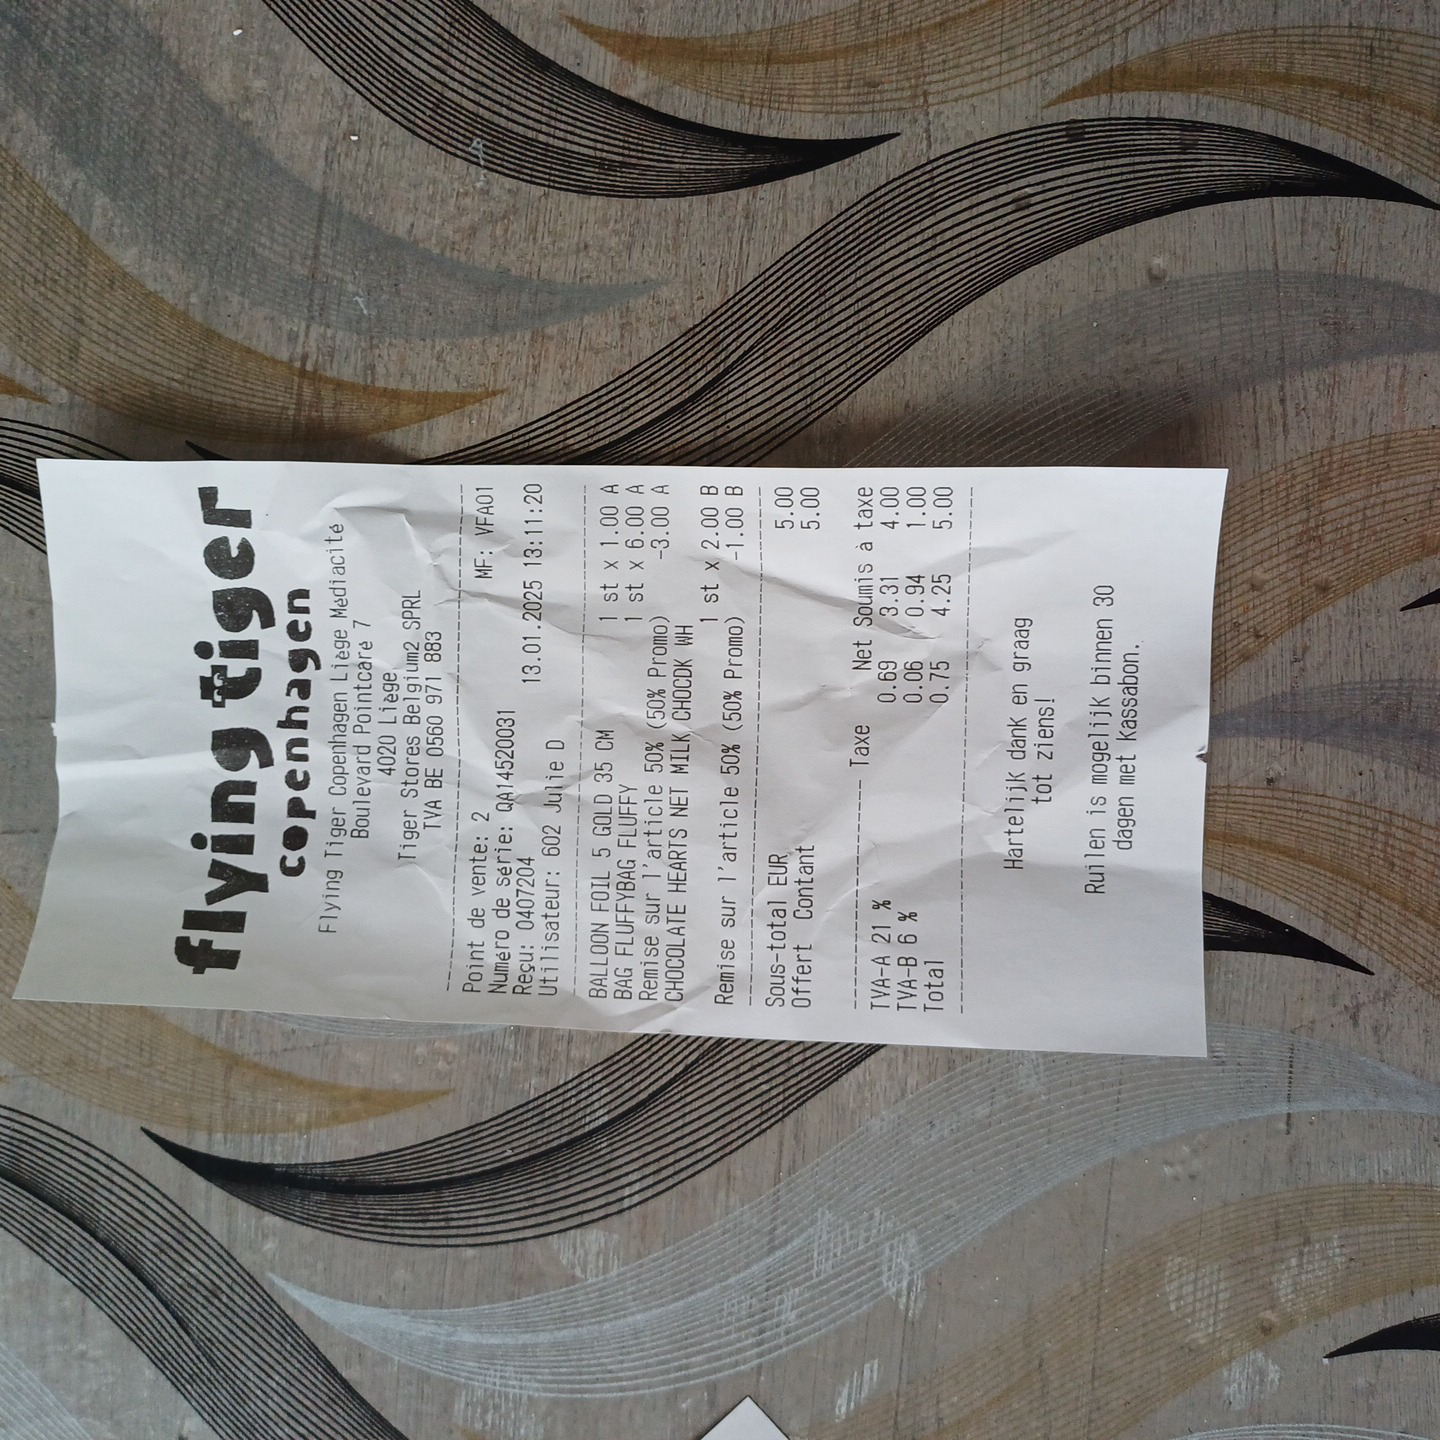 flying tiger
copenhagen
Flying Tiger Copenhagen Liège Médiacité
Boulevard Pointcaré 7
4020 Liège
Tiger Stores Belgium2 SPRL
TVA BE 0560 971 883
Point de vente: 2 MF: VFA01
Numéro de série: QA14520031
Reçu: 0407204 13.01.2025 13:11:20
Utilisateur: 602 Julie D
BALLOON FOIL 5 GOLD 35 CM 1 st x 1.00 A
BAG FLUFFYBAG FLUFFY 1 st x 6.00 A
Remise sur l'article 50% (50% Promo) -3.00 A
CHOCOLATE HEARTS NET MILK CHOCDK WH
1 st x 2.00 B
Remise sur l'article 50% (50% Promo) -1.00 B
Sous-total EUR 5.00
Offert Contant 5.00
Taxe Net Soumis à taxe
TVA-A 21 % 0.69 3.31 4.00
TVA-B 6 % 0.06 0.94 1.00
Total 0.75 4.25 5.00
Hartelijk dank en graag
tot ziens!
Ruilen is mogelijk binnen 30
dagen met kassabon.